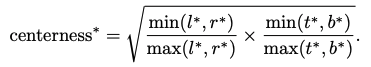 centerness* = √(min(l*, r*) / max(l*, r*) × min(t*, b*) / max(t*, b*)).